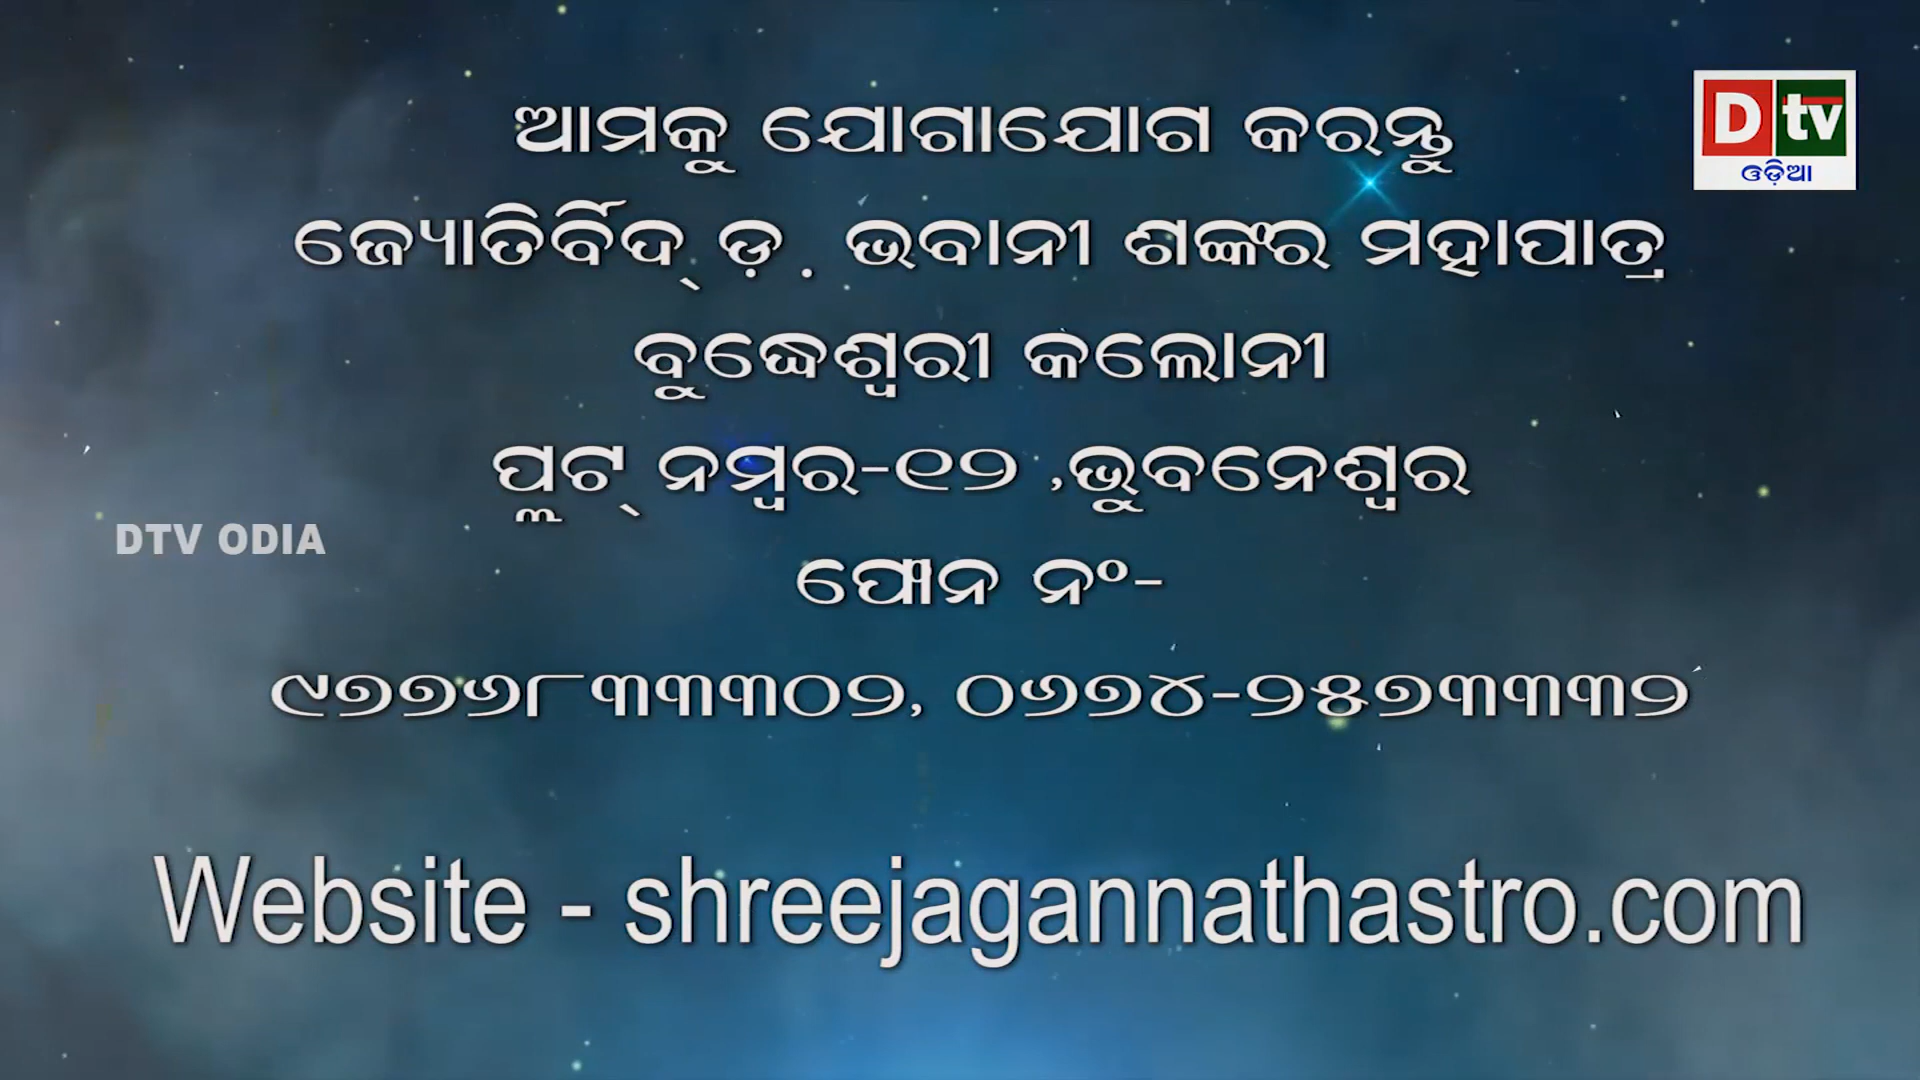 ଆମକୁ ଯୋଗାଯୋଗ କରନ୍ତୁ
D tv
ଓଡ଼ିଆ
ଜ୍ୟୋତିର୍ବିଦ୍ ଡ଼. ଭବାନୀ ଶଙ୍କର ମହାପାତ୍ର
ବୁଦ୍ଧେଶ୍ୱରୀ କଲୋନୀ
ପ୍ଲଟ୍ ନମ୍ବର-୧୨ ,ଭୁବନେଶ୍ୱର
DTV ODIA
ଫୋନ ନଂ-
୯୭୭୬୮୩୩୩୦୨, ୦୬୭୪-୨୫୭୩୩୩୨
Website - shreejagannathastro.com